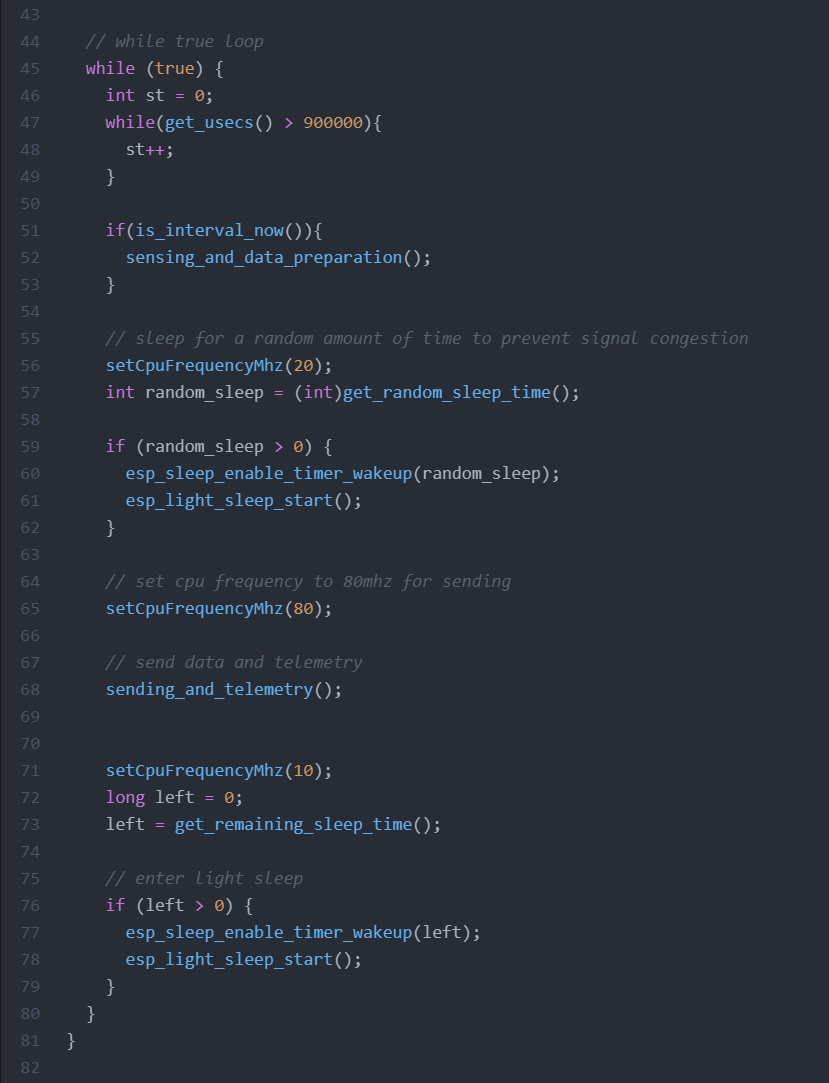 43
44 // while true loop
45 while (true) {
46 int st = 0;
47 while(get_usecs() > 900000){
48 st++;
49 }
50
51 if(is_interval_now()){
52 sensing_and_data_preparation();
53 }
54
55 // sleep for a random amount of time to prevent signal congestion
56 setCpuFrequencyMhz(20);
57 int random_sleep = (int)get_random_sleep_time();
58
59 if (random_sleep > 0) {
60 esp_sleep_enable_timer_wakeup(random_sleep);
61 esp_light_sleep_start();
62 }
63
64 // set cpu frequency to 80mhz for sending
65 setCpuFrequencyMhz(80);
66
67 // send data and telemetry
68 sending_and_telemetry();
69
70
71 setCpuFrequencyMhz(10);
72 long left = 0;
73 left = get_remaining_sleep_time();
74
75 // enter light sleep
76 if (left > 0) {
77 esp_sleep_enable_timer_wakeup(left);
78 esp_light_sleep_start();
79 }
80 }
81 }
82